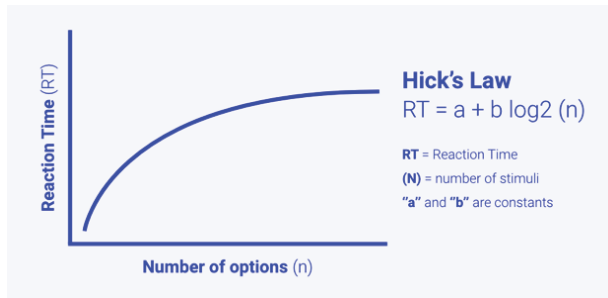 Reaction Time (RT)
Number of options (n)
Hick's Law
RT = a + b log2 (n)
RT = Reaction Time
(N) = number of stimuli
"a" and "b" are constants